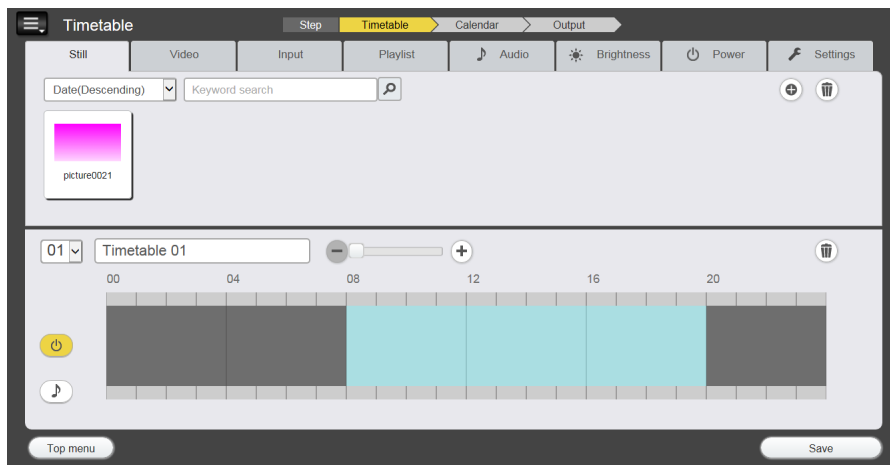 Timetable
Step Timetable Calendar Output
Still Video Input Playlist Audio Brightness Power Settings
Date(Descending) Keyword search
picture0021
01 Timetable 01
00 04 08 12 16 20
Top menu Save